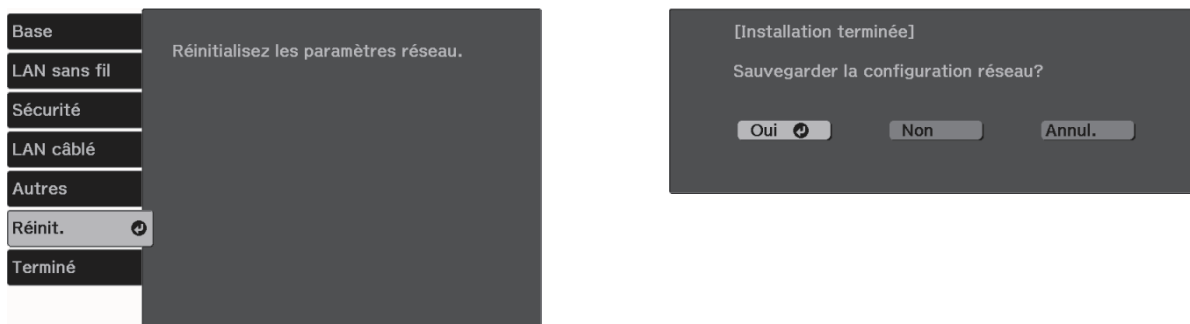 Base
LAN sans fil
Sécurité
LAN câblé
Autres
Réinit.
Terminé
Réinitialisez les paramètres réseau.
[Installation terminée]
Sauvegarder la configuration réseau?
Oui Non Annul.